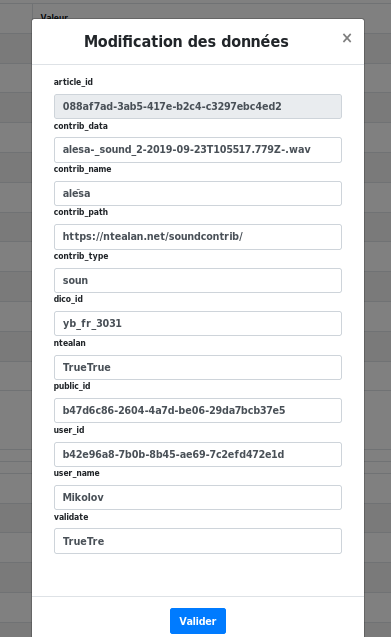 Valeur
Modification des données
×
article_id
088af7ad-3ab5-417e-b2c4-c3297ebc4ed2
contrib_data
alesa-_sound_2-2019-09-23T105517.779Z-.wav
contrib_name
contrib_path
https://ntealan.net/soundcontrib/
contrib_type
soun
dico_id
yb_fr_3031
ntealan
TrueTrue
public_id
b47d6c86-2604-4a7d-be06-29da7bcb37e5
user_id
b42e96a8-7b0b-8b45-ae69-7c2efd472e1d
user_name
Mikolov
validate
TrueTre
Valider